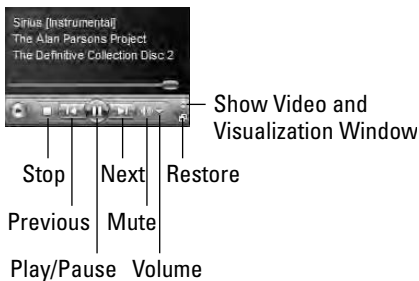 Sirius [Instrumental]
The Alan Parsons Project
The Definitive Collection Disc 2
Show Video and
Visualization Window
Stop Next Restore
Previous Mute
Play/Pause Volume